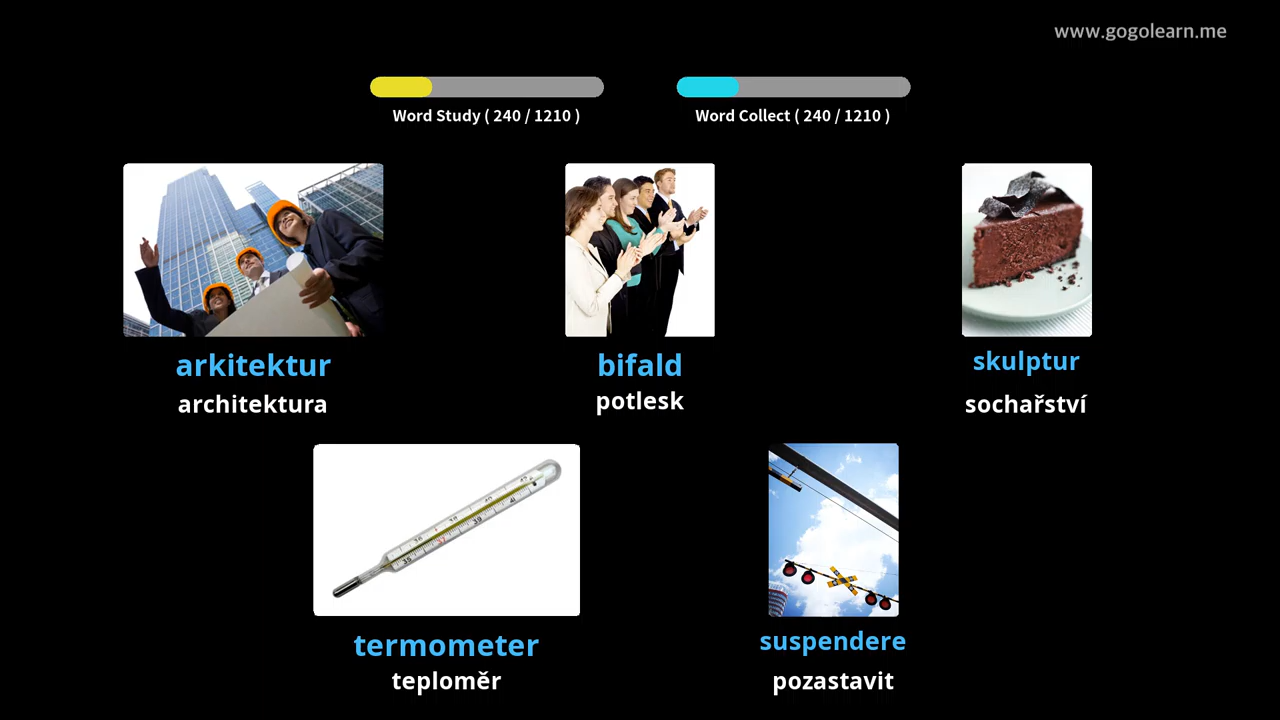 www.gogolearn.me
Word Study ( 240 / 1210 )
Word Collect ( 240 / 1210 )
arkitektur
architektura
bifald
potlesk
skulptur
sochařství
termometer
teploměr
suspendere
pozastavit